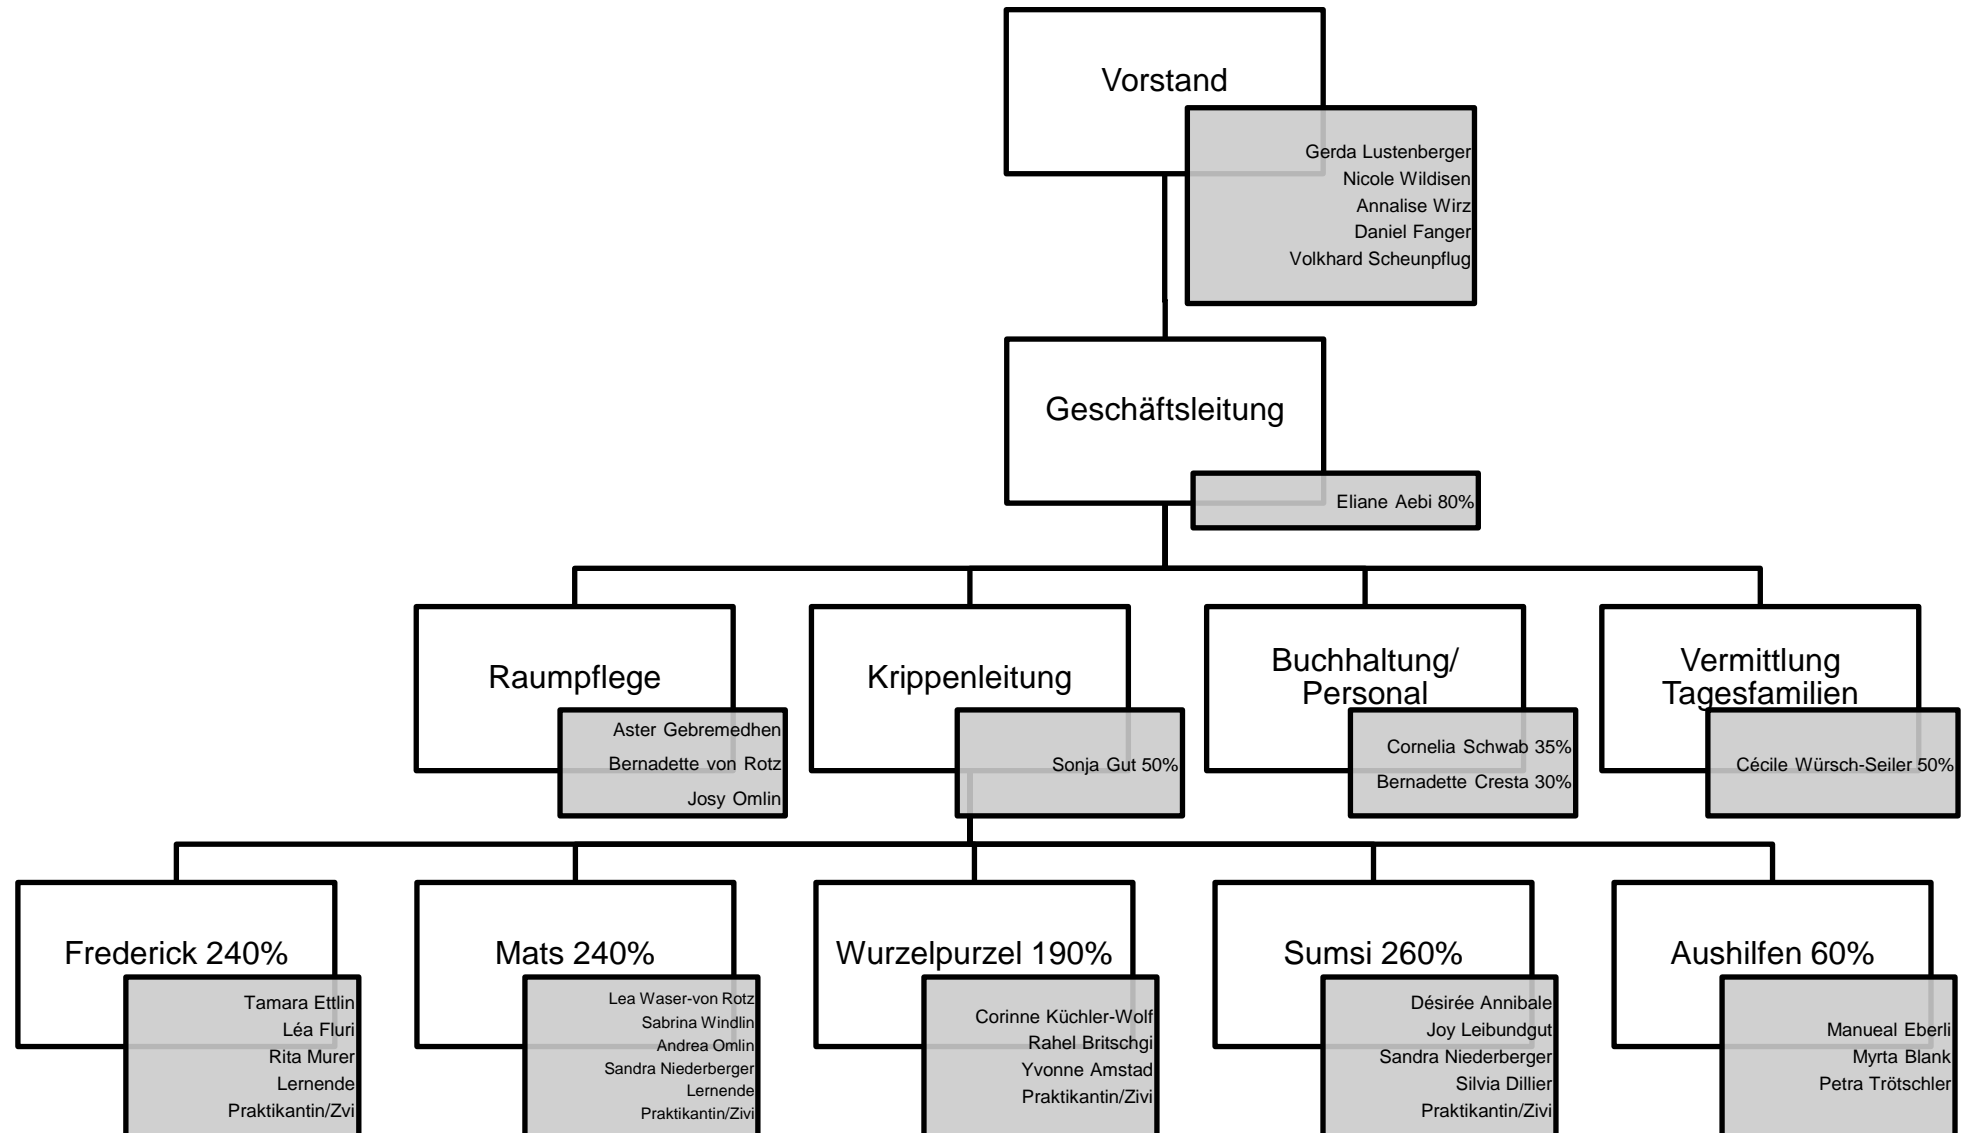 Vorstand
Gerda Lustenberger
Nicole Wildisen
Annalise Wirz
Daniel Fanger
Volkhard Scheunpflug
Geschäftsleitung
Eliane Aebi 80%
Raumpflege
Aster Gebremedhen
Bernadette von Rotz
Josy Omlin
Krippenleitung
Sonja Gut 50%
Buchhaltung/
Personal
Cornelia Schwab 35%
Bernadette Cresta 30%
Vermittlung
Tagesfamilien
Cécile Würsch-Seiler 50%
Frederick 240%
Tamara Ettlin
Léa Fluri
Rita Murer
Lernende
Praktikantin/Zvi
Mats 240%
Lea Waser-von Rotz
Sabrina Windlin
Andrea Omlin
Sandra Niederberger
Lernende
Praktikantin/Zivi
Wurzelpurzel 190%
Corinne Küchler-Wolf
Rahel Britschgi
Yvonne Amstad
Praktikantin/Zivi
Sumsi 260%
Désirée Annibale
Joy Leibundgut
Sandra Niederberger
Silvia Dillier
Praktikantin/Zivi
Aushilfen 60%
Manueal Eberli
Myrta Blank
Petra Trötschler